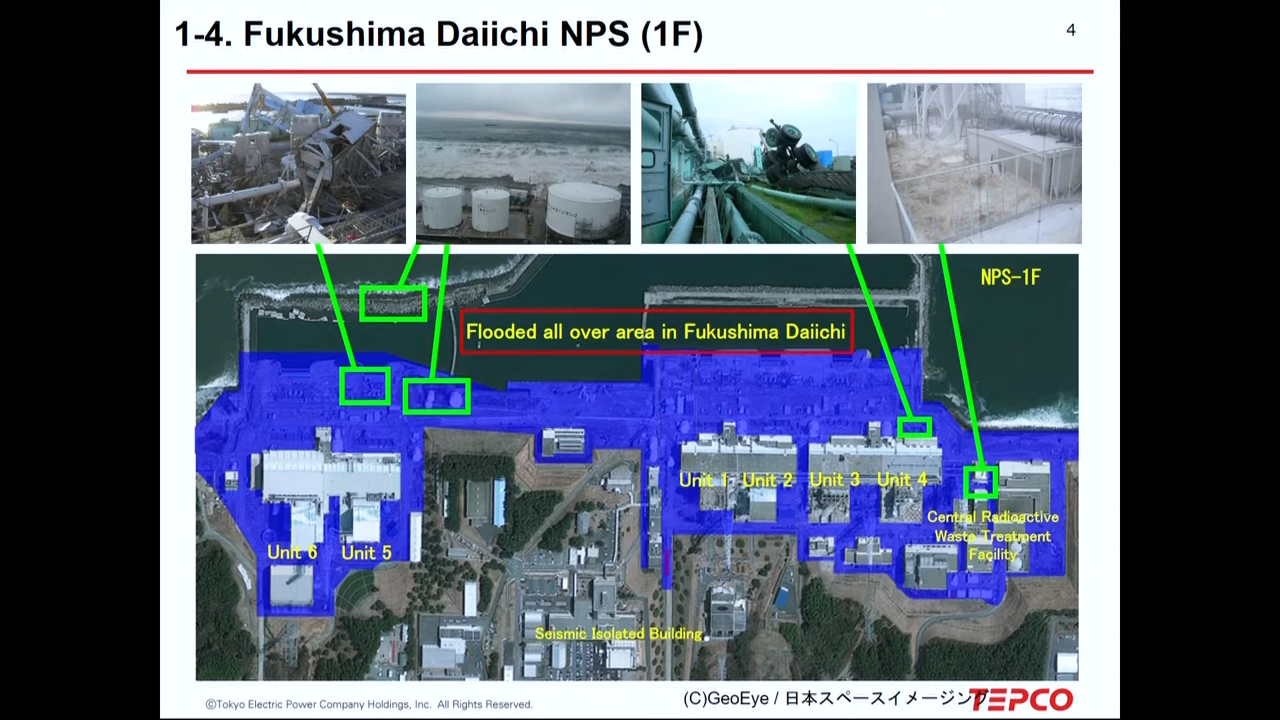 1-4. Fukushima Daiichi NPS (1F)
4
NPS-1F
Flooded all over area in Fukushima Daiichi
Unit 1
Unit 2
Unit 3
Unit 4
Central Radioactive
Waste Treatment
Facility
Unit 6
Unit 5
Seismic Isolated Building
©Tokyo Electric Power Company Holdings, Inc. All Rights Reserved.
(C)GeoEye / 日本スペースイメージング
TEPCO